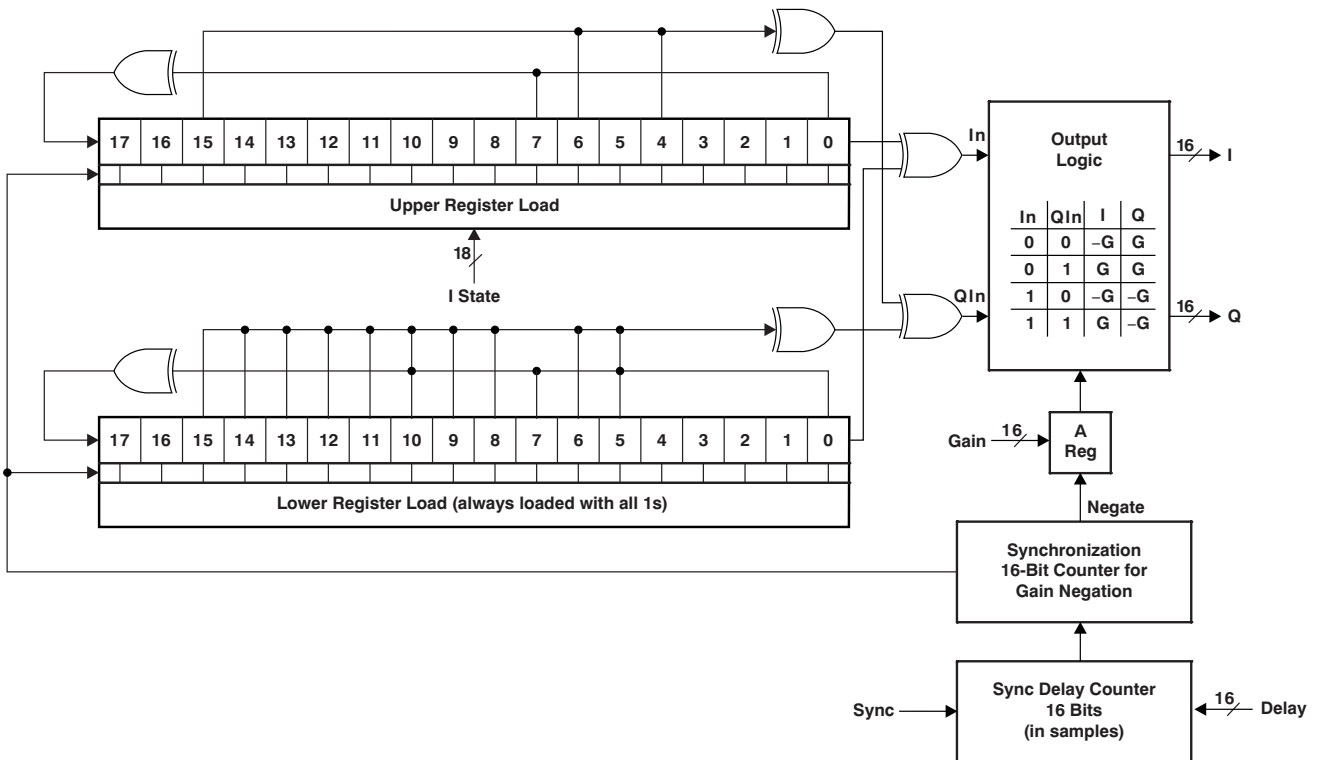 17 16 15 14 13 12 11 10 9 8 7 6 5 4 3 2 1 0
Upper Register Load
18
I State
17 16 15 14 13 12 11 10 9 8 7 6 5 4 3 2 1 0
Lower Register Load (always loaded with all 1s)
In
QIn
Output
Logic
In QIn I Q
0 0 –G G
0 1 G G
1 0 –G –G
1 1 G –G
16 I
16 Q
Gain 16
A
Reg
Negate
Synchronization
16-Bit Counter for
Gain Negation
Sync
Sync Delay Counter
16 Bits
(in samples)
16 Delay